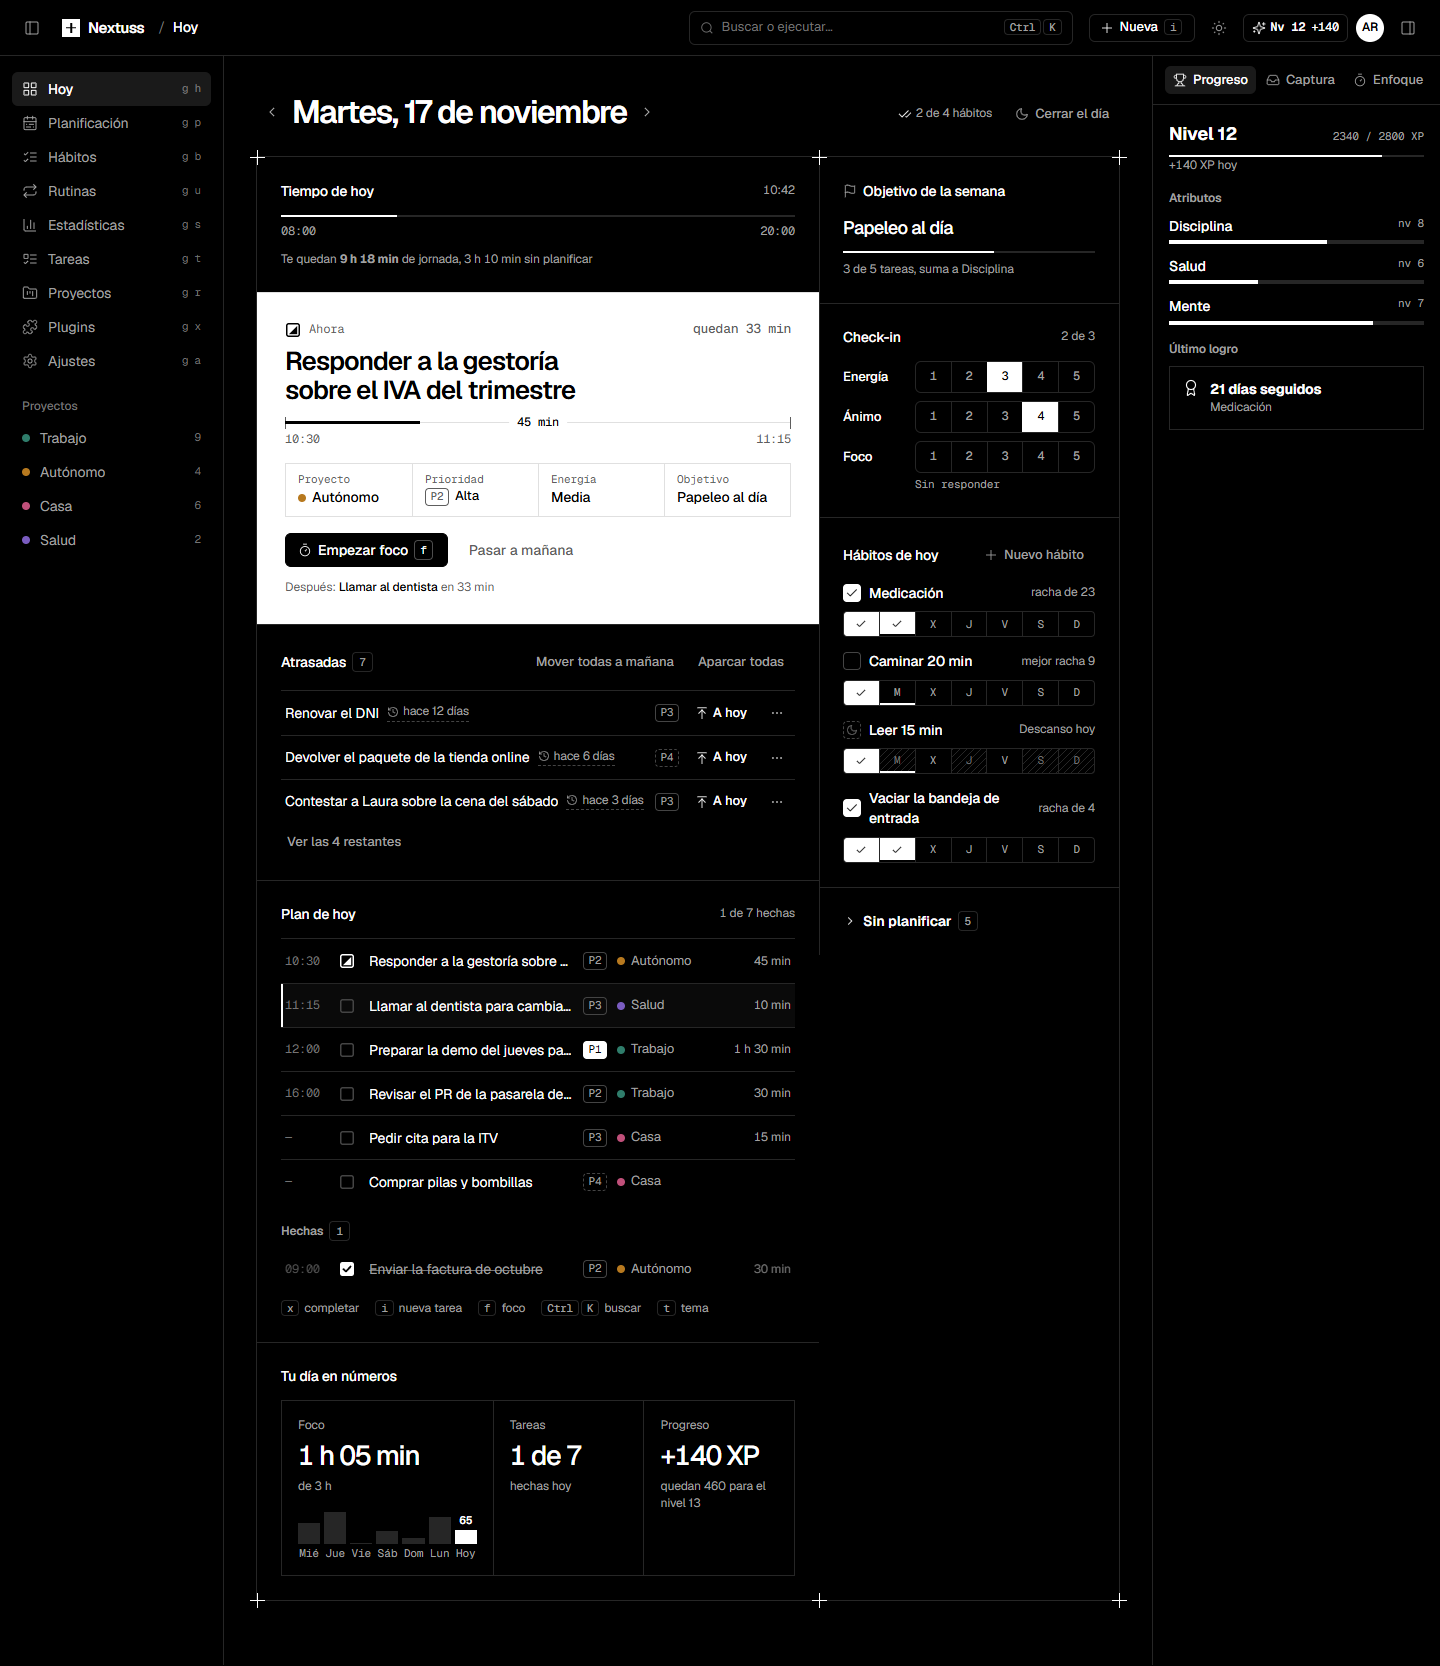 Nextuss / Hoy
Buscar o ejecutar... Ctrl K
Nueva i
Nv 12 +140
AR
Hoy g h
Planificación g p
Hábitos g b
Rutinas g u
Estadísticas g s
Tareas g t
Proyectos g r
Plugins g x
Ajustes g a
Proyectos
Trabajo 9
Autónomo 4
Casa 6
Salud 2
Martes, 17 de noviembre
2 de 4 hábitos
Cerrar el día
Tiempo de hoy 10:42
08:00 20:00
Te quedan 9 h 18 min de jornada, 3 h 10 min sin planificar
Ahora quedan 33 min
Responder a la gestoría
sobre el IVA del trimestre
45 min
10:30 11:15
Proyecto Prioridad Energía Objetivo
Autónomo P2 Alta Media Papeleo al día
Empezar foco f Pasar a mañana
Después: Llamar al dentista en 33 min
Atrasadas 7 Mover todas a mañana Aparcar todas
Renovar el DNI hace 12 días P3 A hoy ...
Devolver el paquete de la tienda online hace 6 días P4 A hoy ...
Contestar a Laura sobre la cena del sábado hace 3 días P3 A hoy ...
Ver las 4 restantes
Plan de hoy 1 de 7 hechas
10:30 Responder a la gestoría sobre ... P2 Autónomo 45 min
11:15 Llamar al dentista para cambia... P3 Salud 10 min
12:00 Preparar la demo del jueves pa... P1 Trabajo 1 h 30 min
16:00 Revisar el PR de la pasarela de... P2 Trabajo 30 min
– Pedir cita para la ITV P3 Casa 15 min
– Comprar pilas y bombillas P4 Casa
Hechas 1
09:00 Enviar la factura de octubre P2 Autónomo 30 min
x completar i nueva tarea f foco Ctrl K buscar t tema
Tu día en números
Foco
1 h 05 min
de 3 h
65
Mié Jue Vie Sáb Dom Lun Hoy
Tareas
1 de 7
hechas hoy
Progreso
+140 XP
quedan 460 para el
nivel 13
Objetivo de la semana
Papeleo al día
3 de 5 tareas, suma a Disciplina
Check-in 2 de 3
Energía 1 2 3 4 5
Ánimo 1 2 3 4 5
Foco 1 2 3 4 5
Sin responder
Hábitos de hoy Nuevo hábito
Medicación racha de 23
X J V S D
Caminar 20 min mejor racha 9
M X J V S D
Leer 15 min Descanso hoy
M X J V S D
Vaciar la bandeja de
entrada racha de 4
X J V S D
Sin planificar 5
Progreso Captura Enfoque
Nivel 12 2340 / 2800 XP
+140 XP hoy
Atributos
Disciplina nv 8
Salud nv 6
Mente nv 7
Último logro
21 días seguidos
Medicación